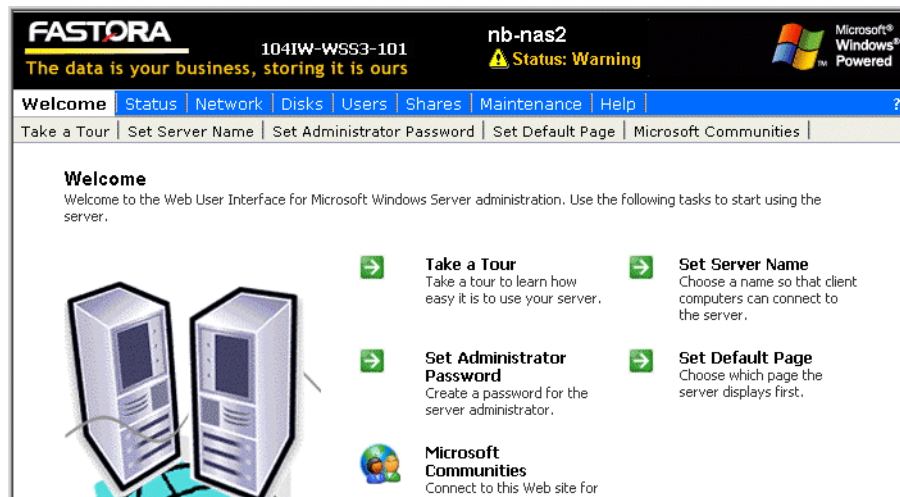 FASTORA
104IW-WSS3-101
The data is your business, storing it is ours
nb-nas2
Status: Warning
Microsoft®
Windows®
Powered
TM
Welcome Status Network Disks Users Shares Maintenance Help ?
Take a Tour Set Server Name Set Administrator Password Set Default Page Microsoft Communities
Welcome
Welcome to the Web User Interface for Microsoft Windows Server administration. Use the following tasks to start using the
server.
Take a Tour
Take a tour to learn how
easy it is to use your server.
Set Server Name
Choose a name so that client
computers can connect to
the server.
Set Administrator
Password
Create a password for the
server administrator.
Set Default Page
Choose which page the
server displays first.
Microsoft
Communities
Connect to this Web site for